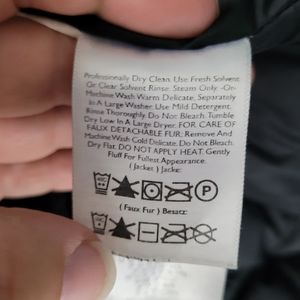 Professionally Dry Clean. Use Fresh Solvent
Or Clear Solvent Rinse. Steam Only. -Or-
Machine Wash Warm Delicate, Separately
In A Large Washer Use Mild Detergent.
Rinse Thoroughly. Do Not Bleach. Tumble
Dry Low In A Large Dryer. FOR CARE OF
FAUX DETACHABLE FUR: Remove And
Machine Wash Cold Delicate. Do Not Bleach.
Dry Flat. DO NOT APPLY HEAT. Gently
Fluff For Fullest Appearance.
( Jacket ) Jacke:
P
( Faux Fur ) Besatz: